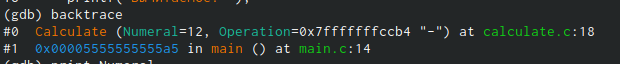 (gdb) backtrace
#0  Calculate (Numeral=12, Operation=0x7fffffffccb4 "-") at calculate.c:18
#1  0x00005555555555a5 in main () at main.c:14
(gdb) print Numeral